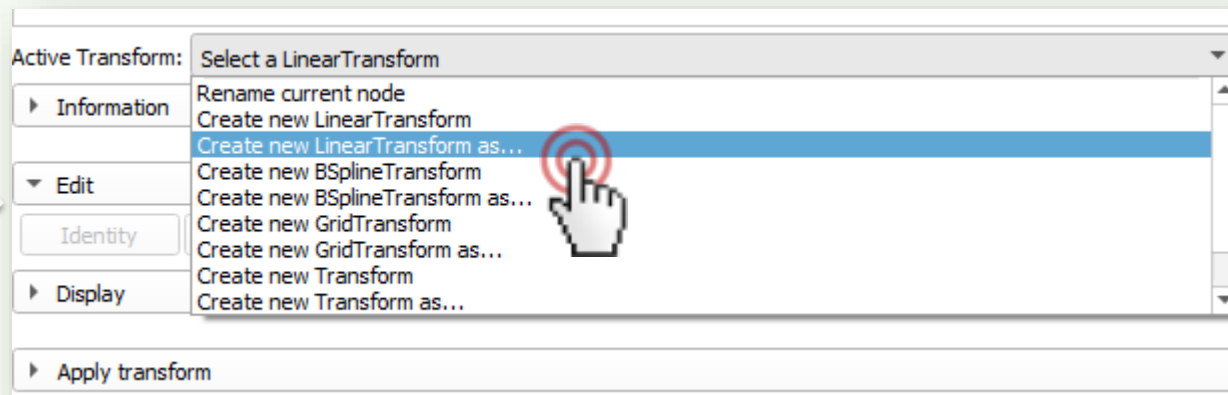 Active Transform: Select a LinearTransform
Information
Rename current node
Create new LinearTransform
Create new LinearTransform as...
Create new BSplineTransform
Create new BSplineTransform as...
Create new GridTransform
Create new GridTransform as...
Create new Transform
Create new Transform as...
Edit
Identity
Display
Apply transform